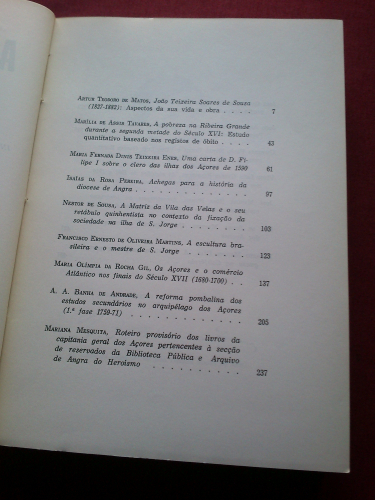 ARTUR TEODORO DE MATOS, João Teixeira Soares de Sousa
(1827-1882): Aspectos da sua vida e obra . . . . 7
MARÍLIA DE ASSIS TAVARES, A pobreza na Ribeira Grande
durante a segunda metade do Século XVII: Estudo
quantitativo baseado nos registos de óbito . . . 43
MARIA FERNANDA DINIS TEIXEIRA ENES, Uma carta de D. Fi-
lipe I sobre o clero das ilhas dos Açores de 1590 61
ISAÍAS DA ROSA PEREIRA, Achegas para a história da
diocese de Angra . . . . . . . . . . 97
NESTOR DE SOUSA, A Matriz da Vila das Velas e o seu
retábulo quinhentista no contexto da fixação da
sociedade na ilha de S. Jorge . . . . . . . 103
FRANCISCO ERNESTO DE OLIVEIRA MARTINS, A escultura bra-
sileira e o mestre de S. Jorge . . . . . . . 123
MARIA OLÍMPIA DA ROCHA GIL, Os Açores e o comércio
Atlântico nos finais do Século XVII (1680-1700) . . 137
A. A. BANHA DE ANDRADE, A reforma pombalina dos
estudos secundários no arquipélago dos Açores
(1.ª fase 1759-71) . . . . . . . . . . 205
MARIANA MESQUITA, Roteiro provisório dos livros da
capitania geral dos Açores pertencentes à secção
de reservados da Biblioteca Pública e Arquivo
de Angra do Heroísmo . . . . . . . . . 237